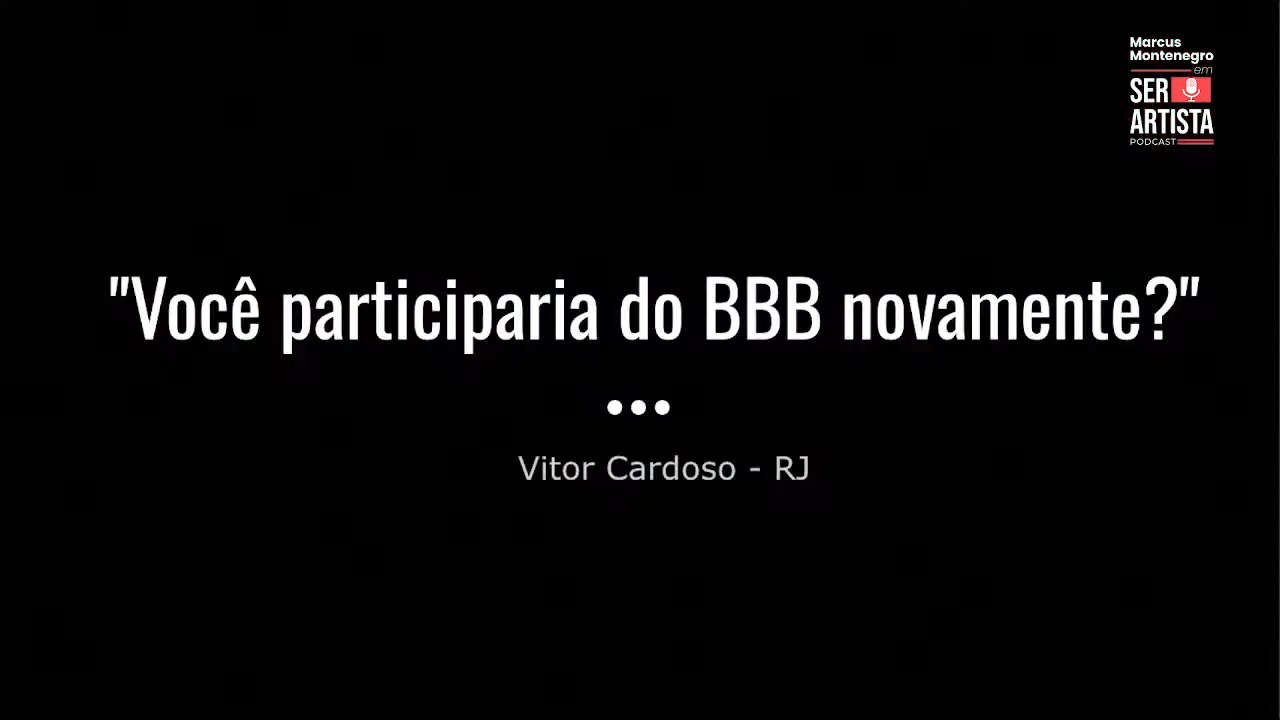 Marcus
Montenegro
em
SER
ARTISTA
PODCAST
"Você participaria do BBB novamente?"
Vitor Cardoso - RJ